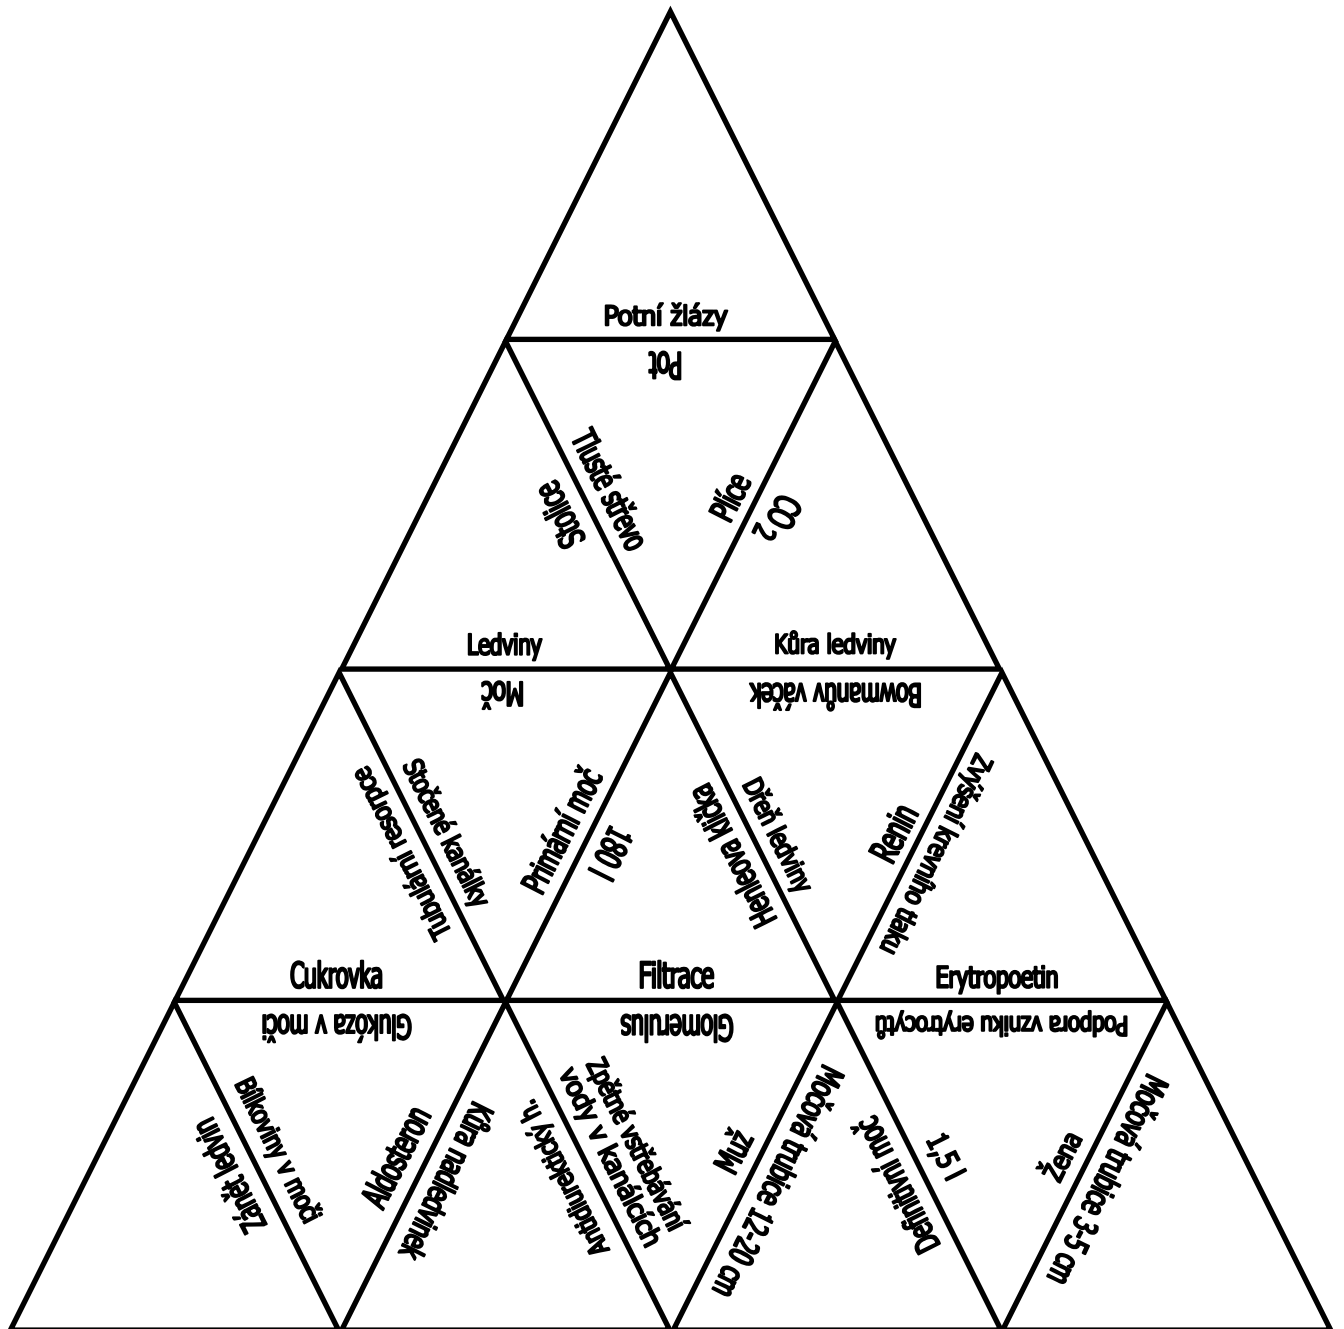 Potní žlázy
Pot
Tlusté střevo
Stolice
Plíce
CO2
Ledviny
Moč
Kůra ledviny
Bowmanův váček
Stočené kanálky
Tubulární resorpce
Primární moč
180 l
Dřeň ledviny
Henleova klička
Renin
Zvýšení krevního tlaku
Cukrovka
Glukóza v moči
Filtrace
Glomerulus
Erytropoetin
Podpora vzniku erytrocytů
Bílkoviny v moči
Zánět ledvin
Aldosteron
Kůra nadledvinek
Zpětné vstřebávání
vody v kanálcích
Antidiuretický h.
Muž
Močová trubice 12-20 cm
1,5 l
Definitivní moč
Žena
Močová trubice 3-5 cm